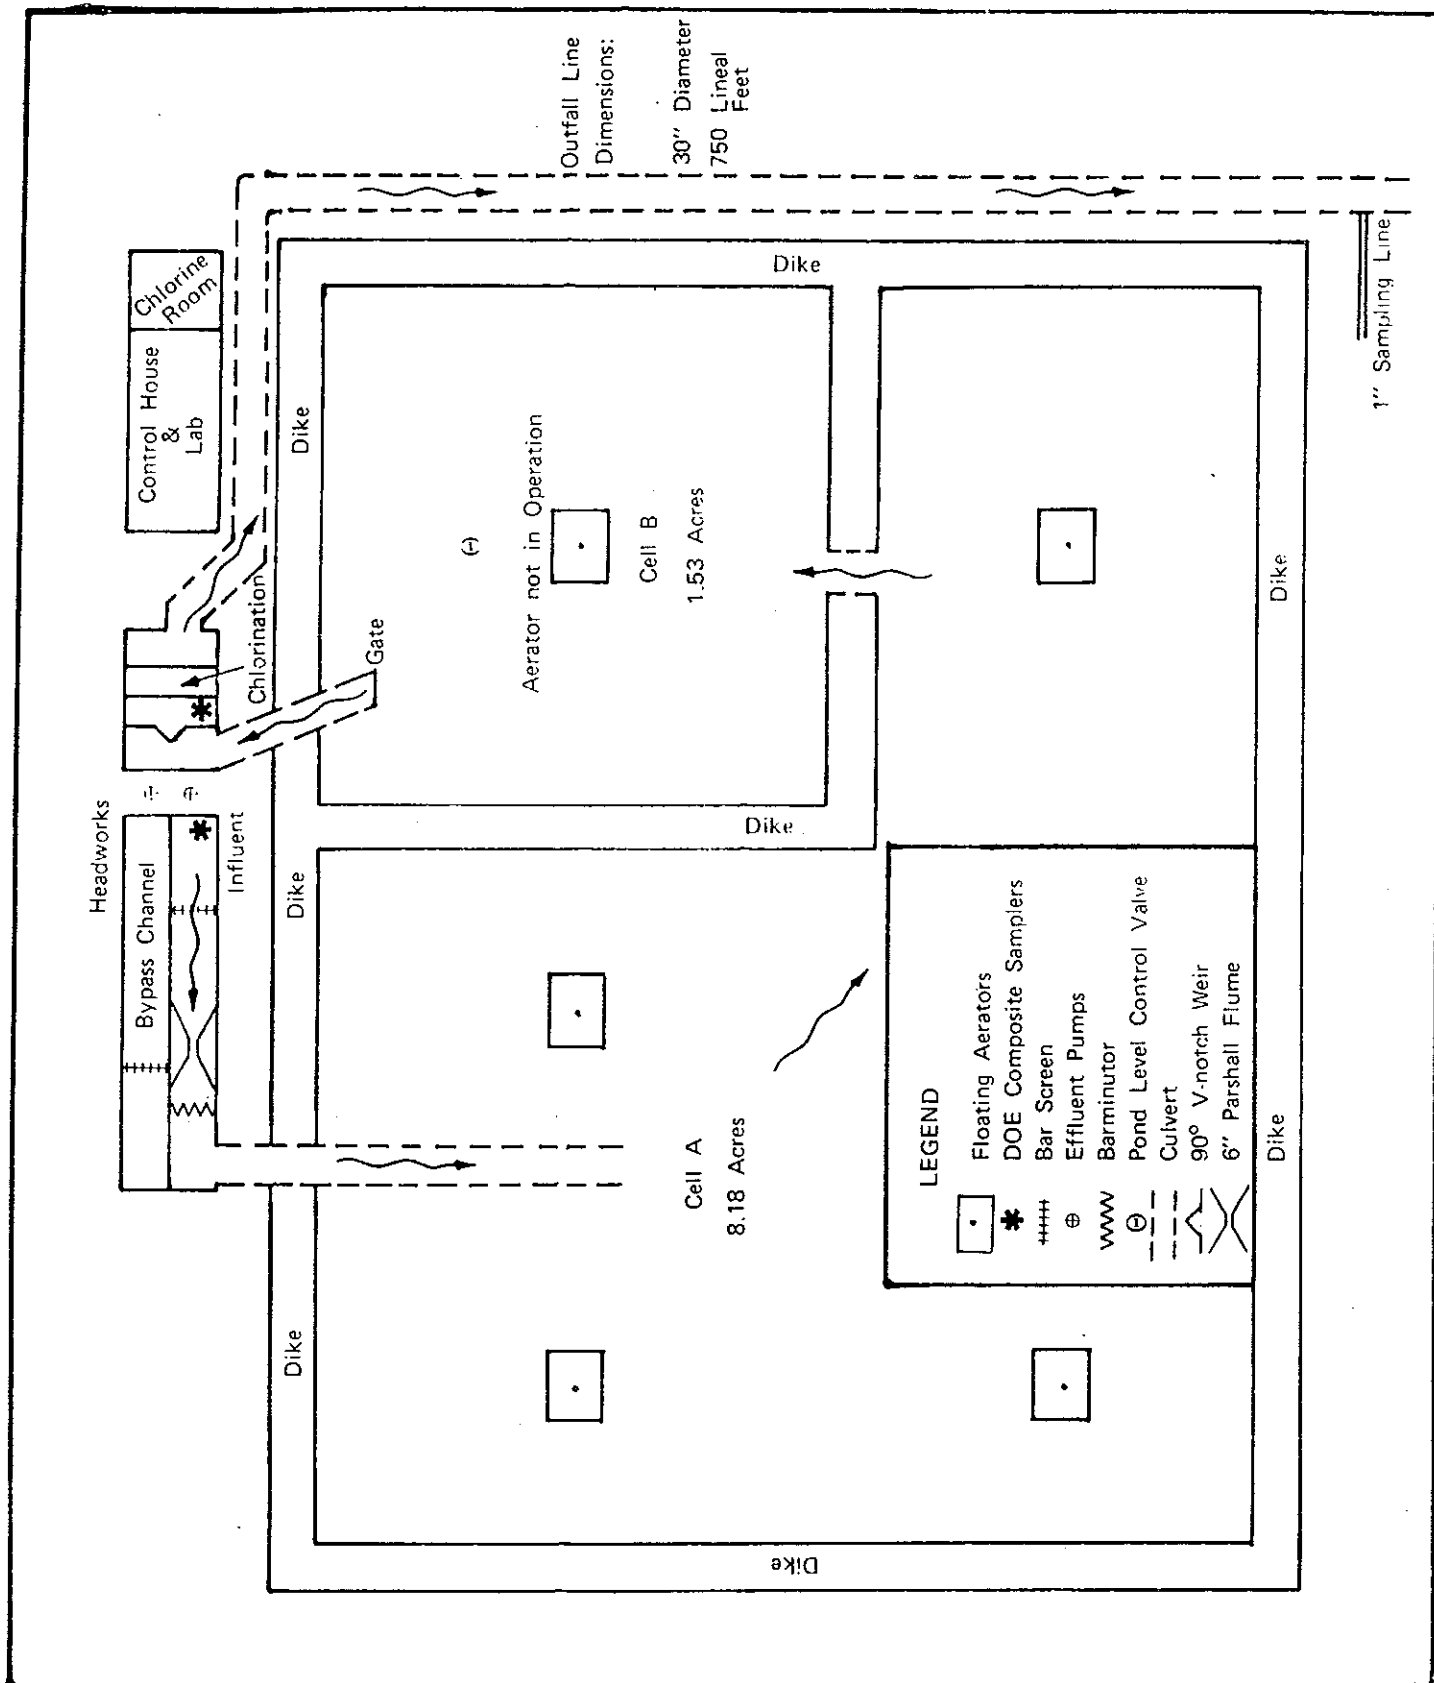 Headworks
Bypass Channel
Influent
Control House
&
Lab
Chlorine
Room
Chlorination
Gate
Outfall Line
Dimensions:
30" Diameter
750 Lineal
Feet
Dike
Dike
Dike
Dike
Dike
Dike
Dike
Dike
Aerator not in Operation
Cell B
1.53 Acres
Cell A
8.18 Acres
1" Sampling Line
LEGEND
Floating Aerators
DOE Composite Samplers
Bar Screen
Effluent Pumps
Barminutor
Pond Level Control Valve
Culvert
90° V-notch Weir
6" Parshall Flume